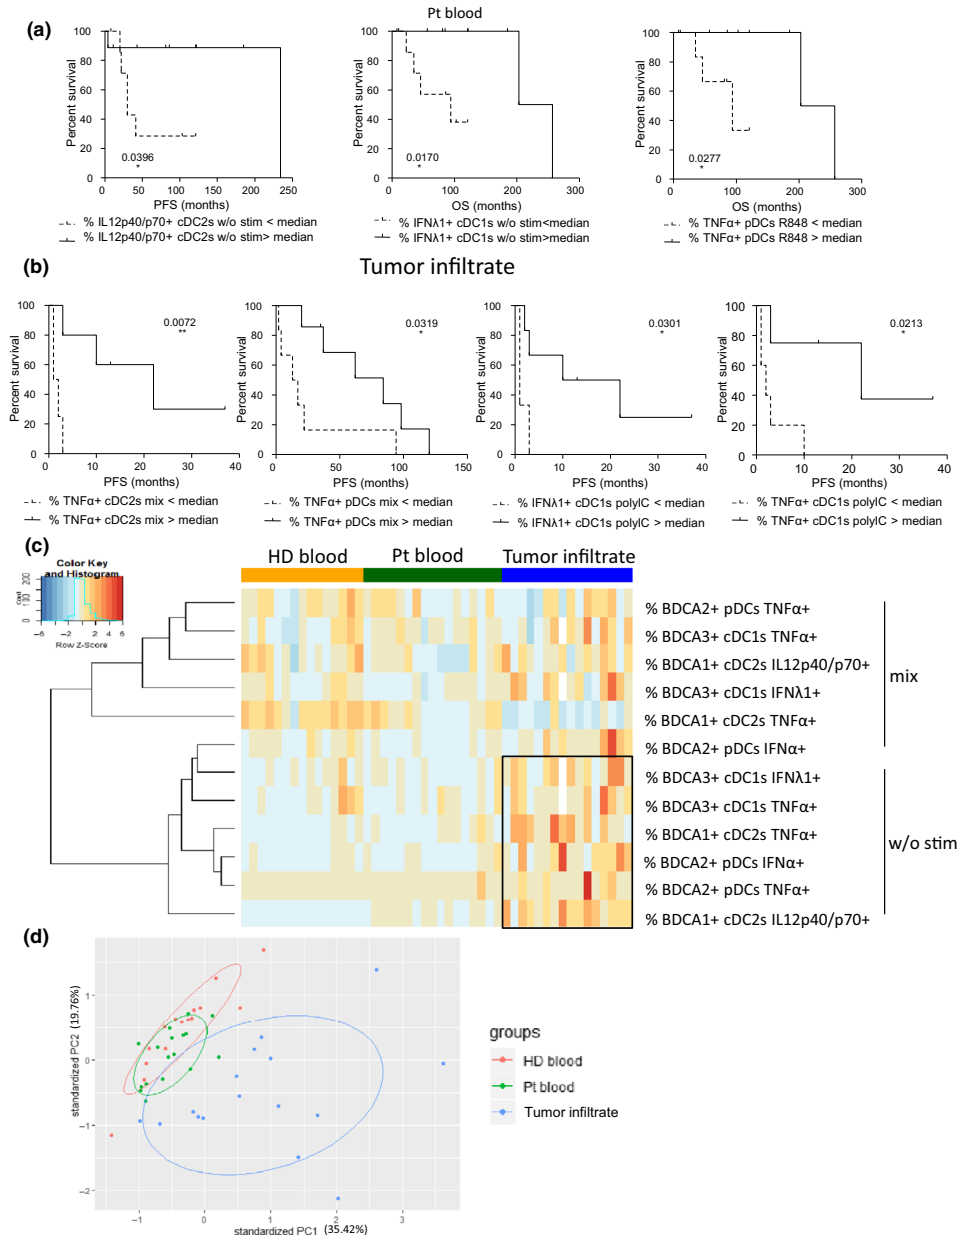 Pt blood
(a)
Percent survival
100
80
60
40
20
0
0.0396
*
0 50 100 150 200 250
PFS (months)
% IL12p40/p70+ cDC2s w/o stim < median
% IL12p40/p70+ cDC2s w/o stim> median
Percent survival
100
80
60
40
20
0
0.0170
*
0 100 200 300
OS (months)
% IFNλ1+ cDC1s w/o stim<median
% IFNλ1+ cDC1s w/o stim>median
Percent survival
100
80
60
40
20
0
0.0277
*
0 100 200 300
OS (months)
% TNFα+ pDCs R848 < median
% TNFα+ pDCs R848 > median
(b)
Tumor infiltrate
Percent survival
100
80
60
40
20
0
0.0072
**
0 10 20 30 40
PFS (months)
% TNFα+ cDC2s mix < median
% TNFα+ cDC2s mix > median
Percent survival
100
80
60
40
20
0
0.0319
*
0 50 100 150
PFS (months)
% TNFα+ pDCs mix < median
% TNFα+ pDCs mix > median
Percent survival
100
80
60
40
20
0
0.0301
*
0 10 20 30 40
PFS (months)
% IFNλ1+ cDC1s polyIC < median
% IFNλ1+ cDC1s polyIC > median
Percent survival
100
80
60
40
20
0
0.0213
*
0 10 20 30 40
PFS (months)
% TNFα+ cDC1s polyIC < median
% TNFα+ cDC1s polyIC > median
(c)
Color Key
and Histogram
Count
200
100
0
−6 −2 0 2 4 6
Row Z-Score
HD blood Pt blood Tumor infiltrate
% BDCA2+ pDCs TNFα+
% BDCA3+ cDC1s TNFα+
% BDCA1+ cDC2s IL12p40/p70+
% BDCA3+ cDC1s IFNλ1+
% BDCA1+ cDC2s TNFα+
% BDCA2+ pDCs IFNα+
mix
% BDCA3+ cDC1s IFNλ1+
% BDCA3+ cDC1s TNFα+
% BDCA1+ cDC2s TNFα+
% BDCA2+ pDCs IFNα+
% BDCA2+ pDCs TNFα+
% BDCA1+ cDC2s IL12p40/p70+
w/o stim
(d)
standardized PC2 (19.76%)
1
0
−1
−2
−1 0 1 2 3
standardized PC1 (35.42%)
groups
HD blood
Pt blood
Tumor infiltrate